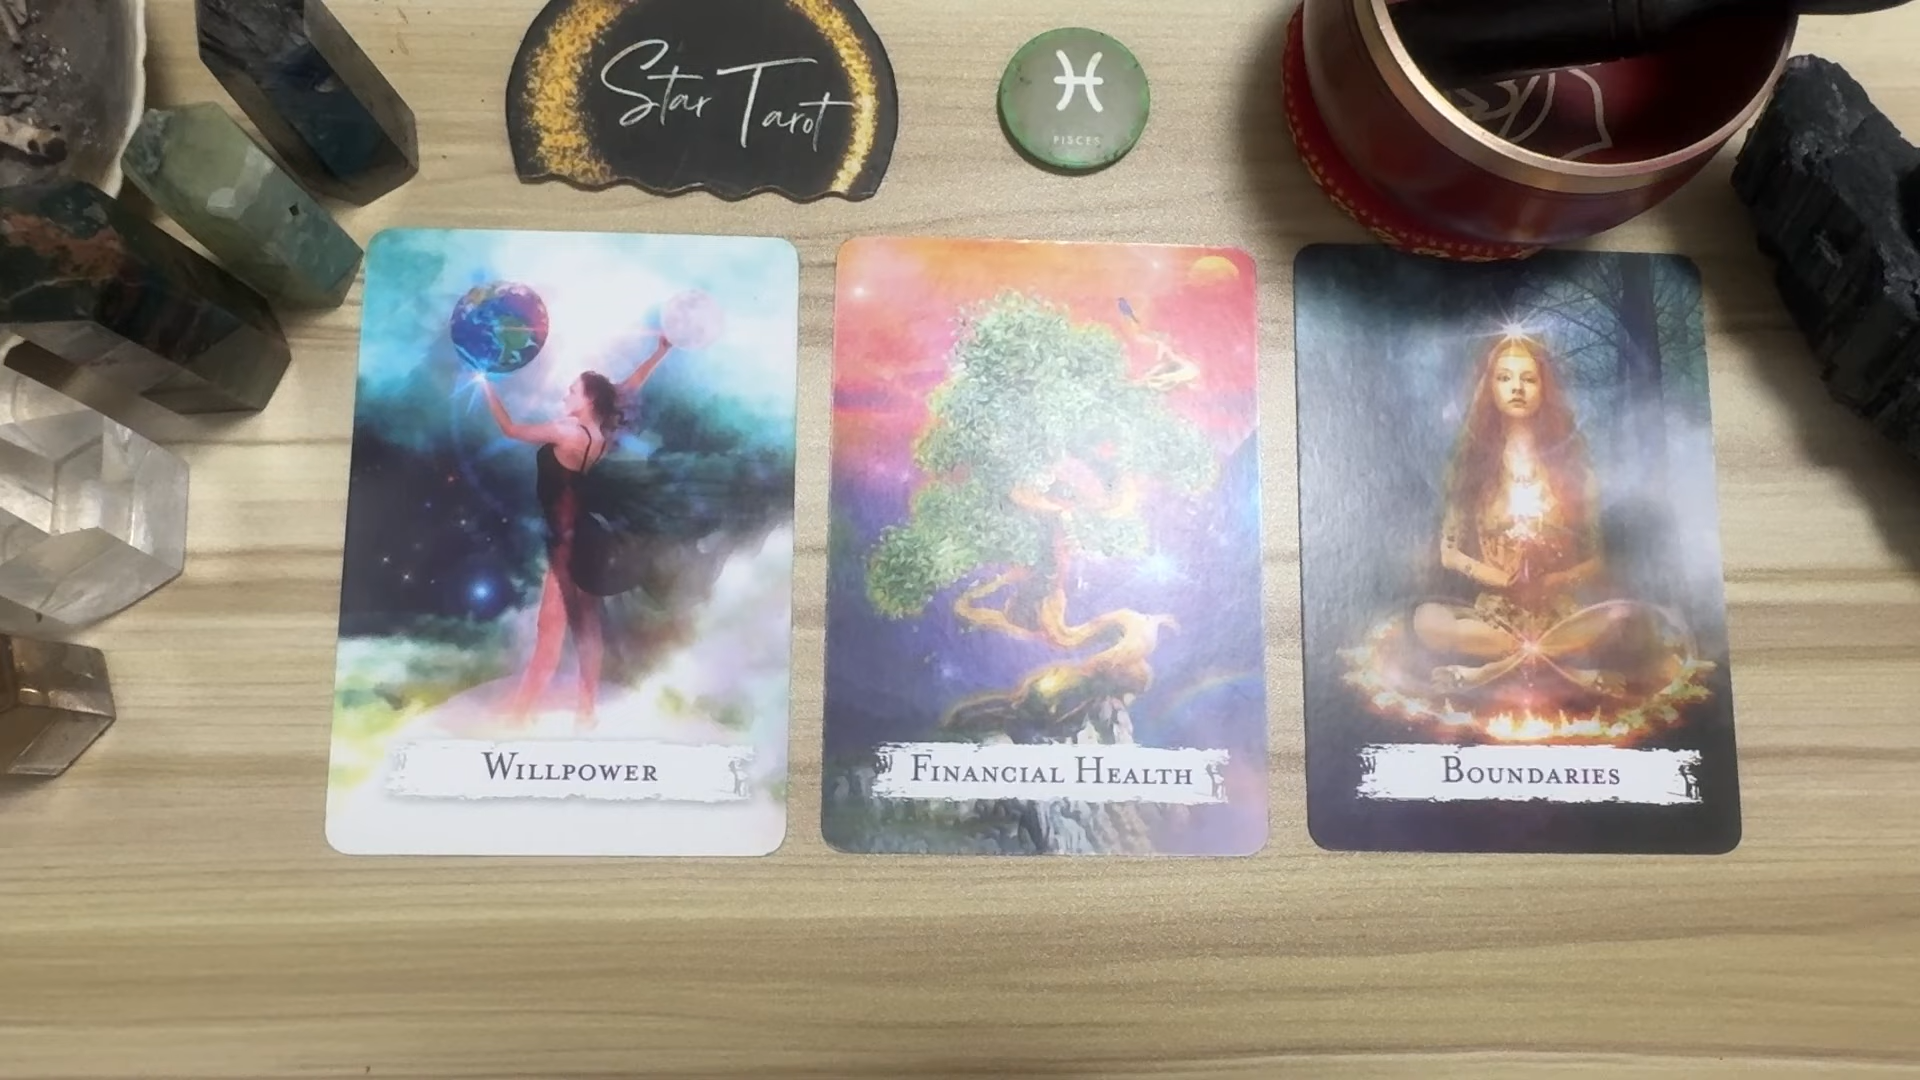 Star Tarot
PISCES
WILLPOWER
FINANCIAL HEALTH
BOUNDARIES